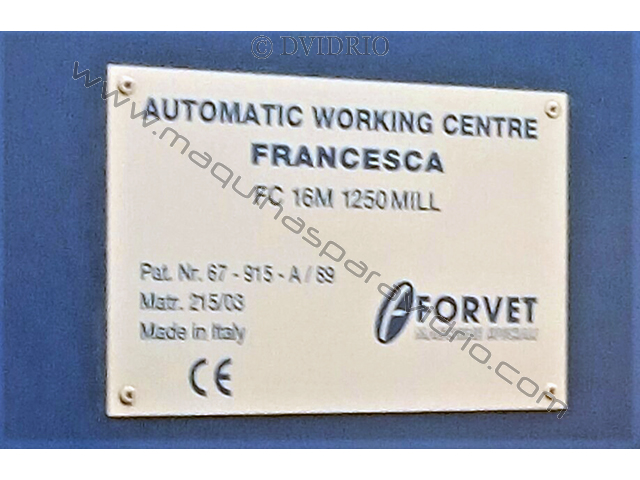 © DVIDRIO
www.maquinasparavidrio.com
AUTOMATIC WORKING CENTRE
FRANCESCA
FC 16M 1250 MILL
Pat. Nr. 67 - 915 - A / 89
Matr. 215/03
Made in Italy
CE
FORVET